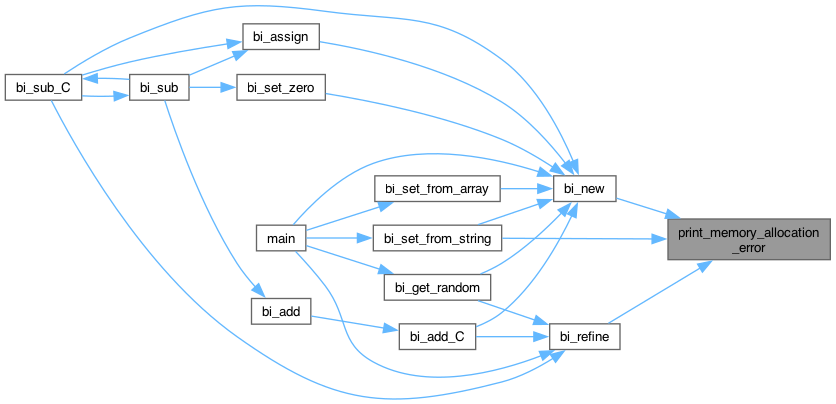 bi_assign
bi_sub_C
bi_sub
bi_set_zero
bi_set_from_array
bi_new
main
bi_set_from_string
print_memory_allocation
_error
bi_get_random
bi_add
bi_add_C
bi_refine